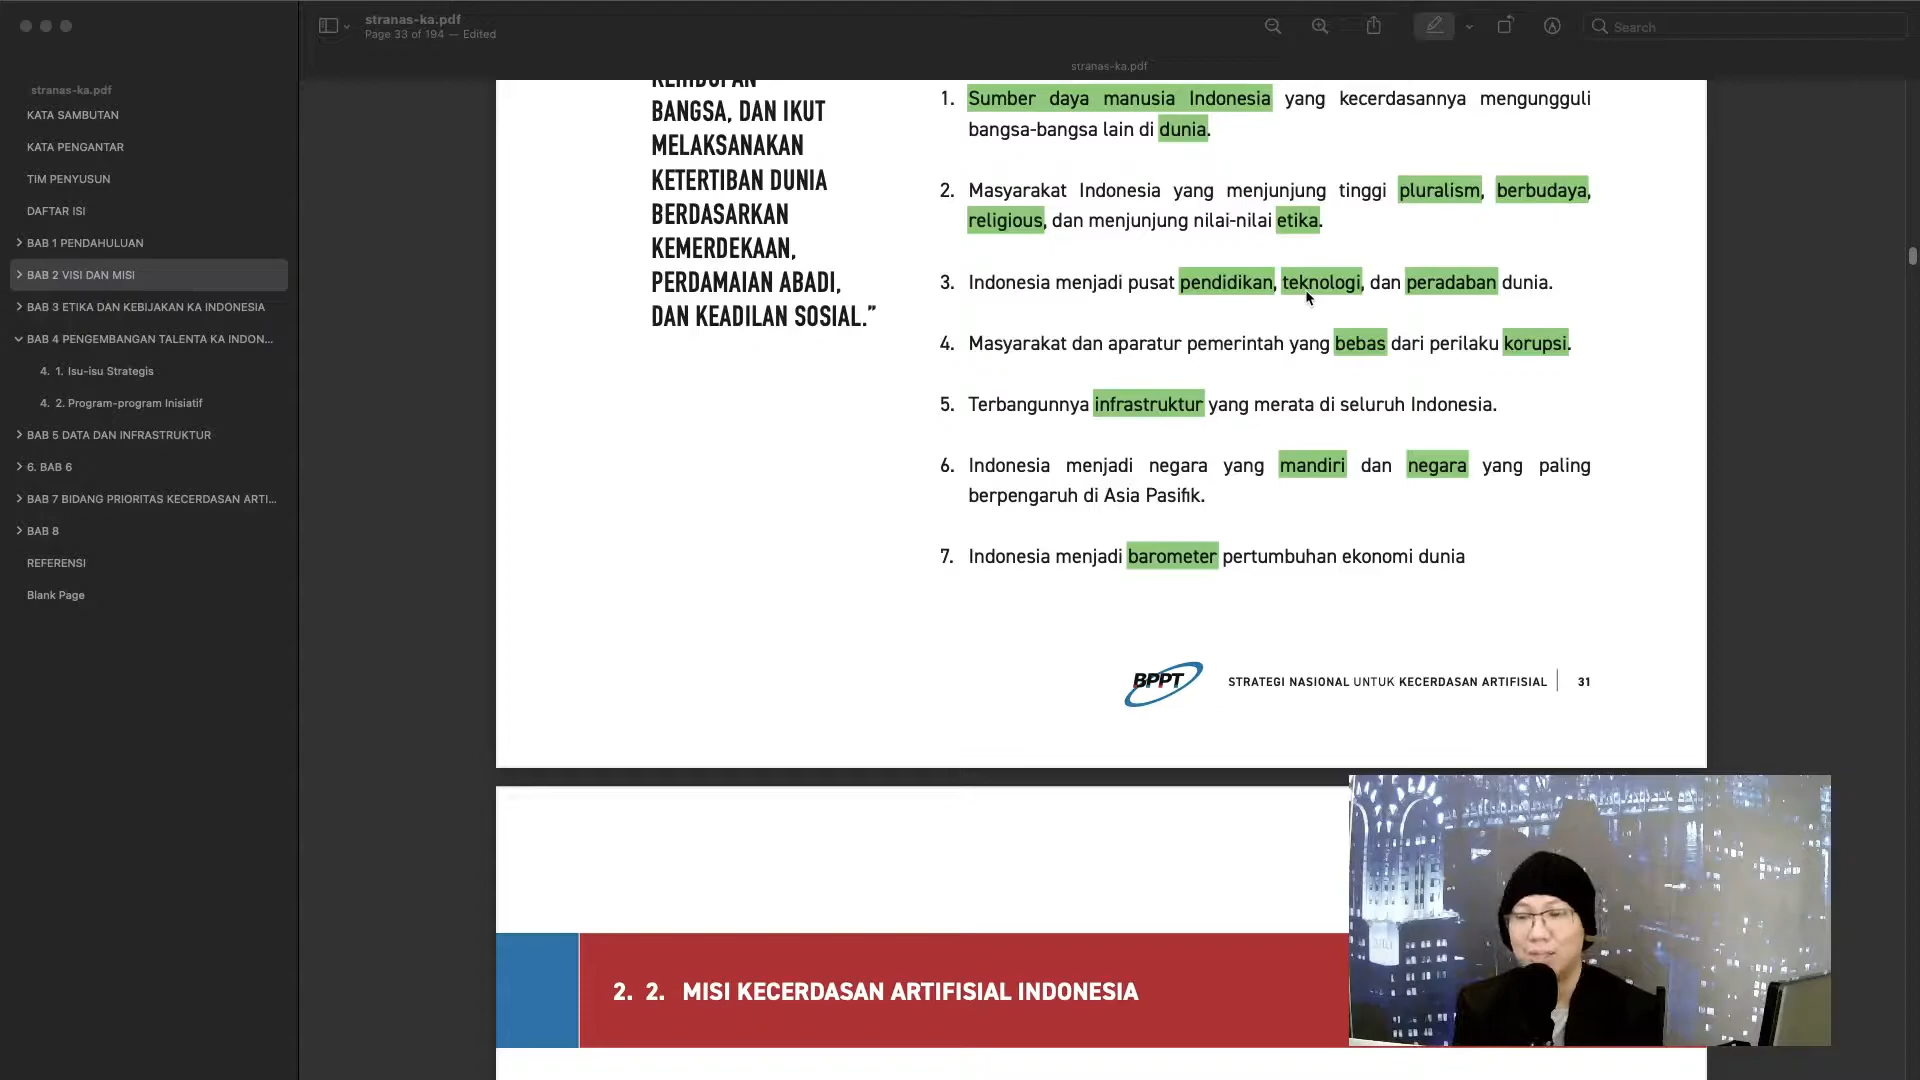 stranas-ka.pdf
Page 33 of 194 — Edited
Search
stranas-ka.pdf
stranas-ka.pdf
KATA SAMBUTAN
KATA PENGANTAR
TIM PENYUSUN
DAFTAR ISI
BAB 1 PENDAHULUAN
BAB 2 VISI DAN MISI
BAB 3 ETIKA DAN KEBIJAKAN KA INDONESIA
BAB 4 PENGEMBANGAN TALENTA KA INDON...
4. 1. Isu-isu Strategis
4. 2. Program-program Inisiatif
BAB 5 DATA DAN INFRASTRUKTUR
6. BAB 6
BAB 7 BIDANG PRIORITAS KECERDASAN ARTI...
BAB 8
REFERENSI
Blank Page
KEHIDUPAN
BANGSA, DAN IKUT
MELAKSANAKAN
KETERTIBAN DUNIA
BERDASARKAN
KEMERDEKAAN,
PERDAMAIAN ABADI,
DAN KEADILAN SOSIAL.”
1. Sumber daya manusia Indonesia yang kecerdasannya mengungguli
bangsa-bangsa lain di dunia.
2. Masyarakat Indonesia yang menjunjung tinggi pluralism, berbudaya,
religious, dan menjunjung nilai-nilai etika.
3. Indonesia menjadi pusat pendidikan, teknologi, dan peradaban dunia.
4. Masyarakat dan aparatur pemerintah yang bebas dari perilaku korupsi.
5. Terbangunnya infrastruktur yang merata di seluruh Indonesia.
6. Indonesia menjadi negara yang mandiri dan negara yang paling
berpengaruh di Asia Pasifik.
7. Indonesia menjadi barometer pertumbuhan ekonomi dunia
BPPT
STRATEGI NASIONAL UNTUK KECERDASAN ARTIFISIAL 31
2. 2. MISI KECERDASAN ARTIFISIAL INDONESIA